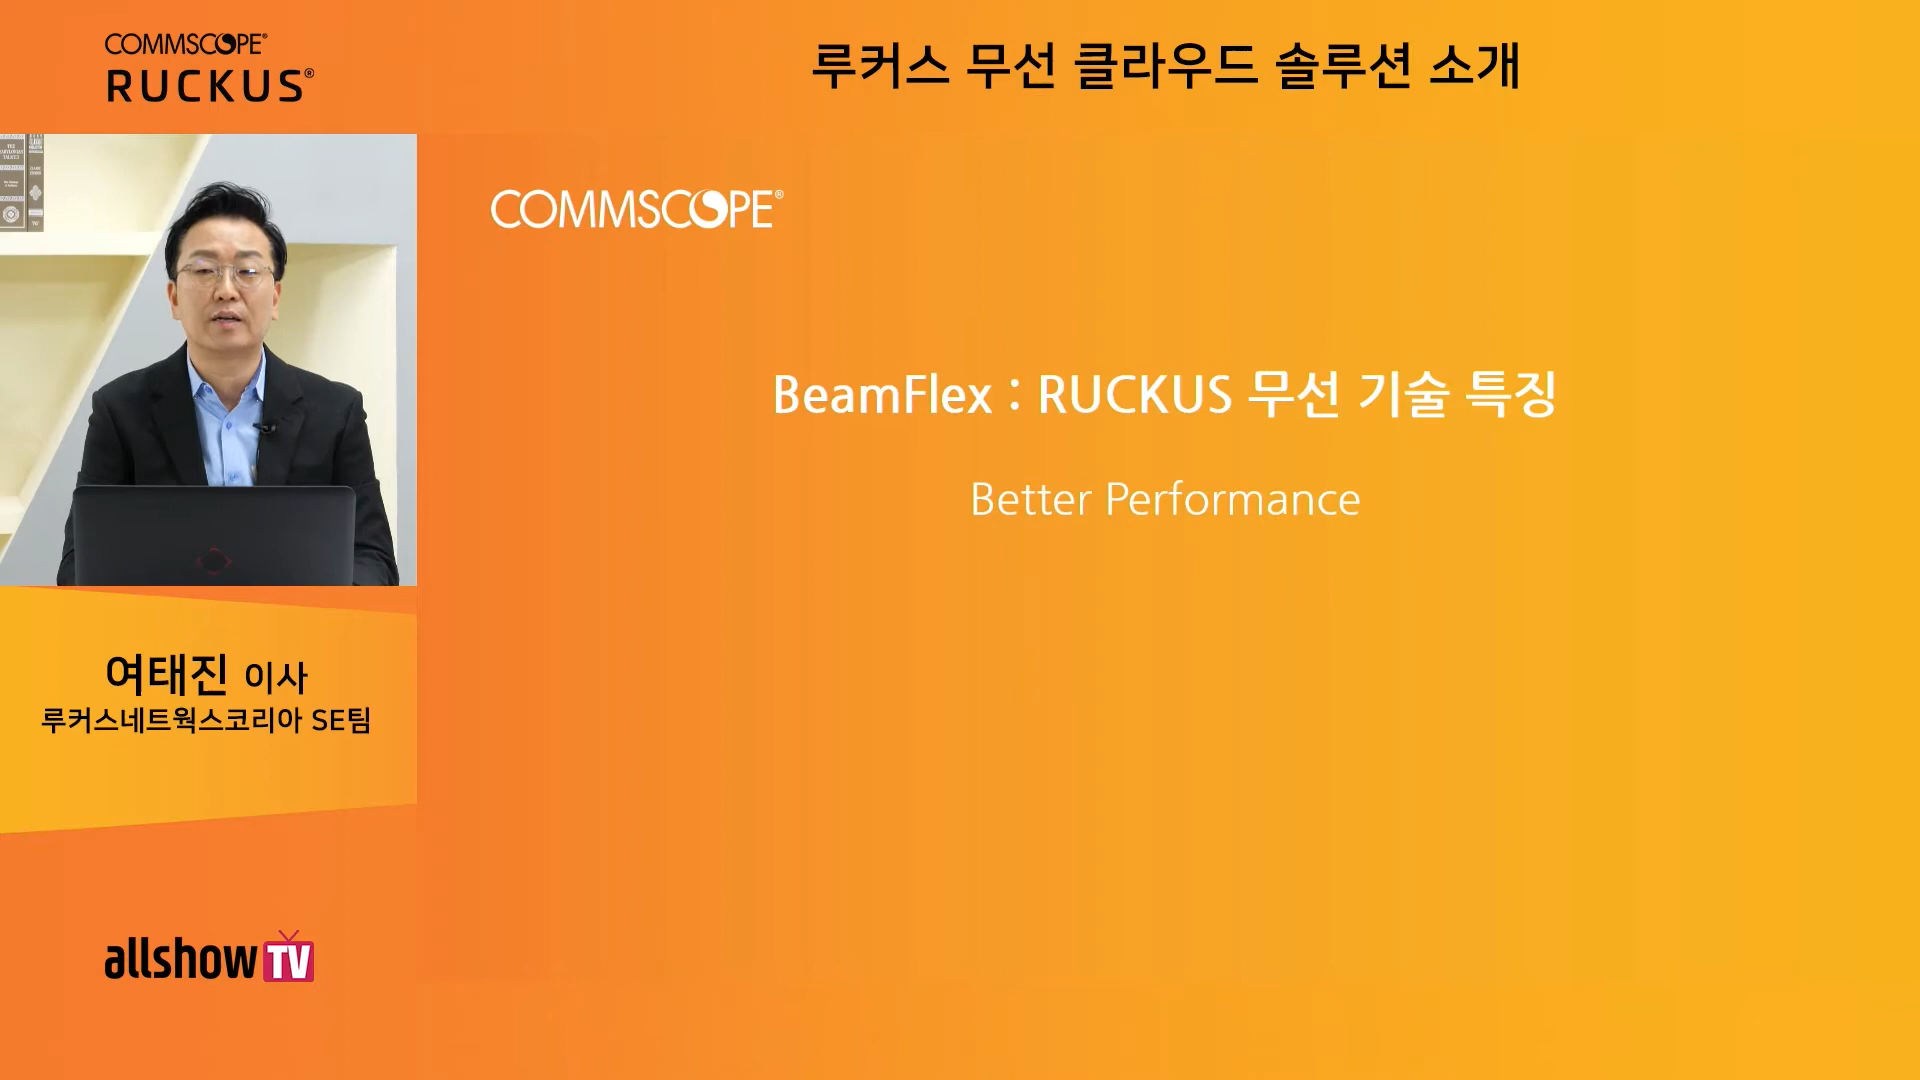 COMMSCOPE®
RUCKUS®
루커스 무선 클라우드 솔루션 소개
COMMSCOPE®
BeamFlex : RUCKUS 무선 기술 특징
Better Performance
여태진 이사
루커스네트웍스코리아 SE팀
allshow TV